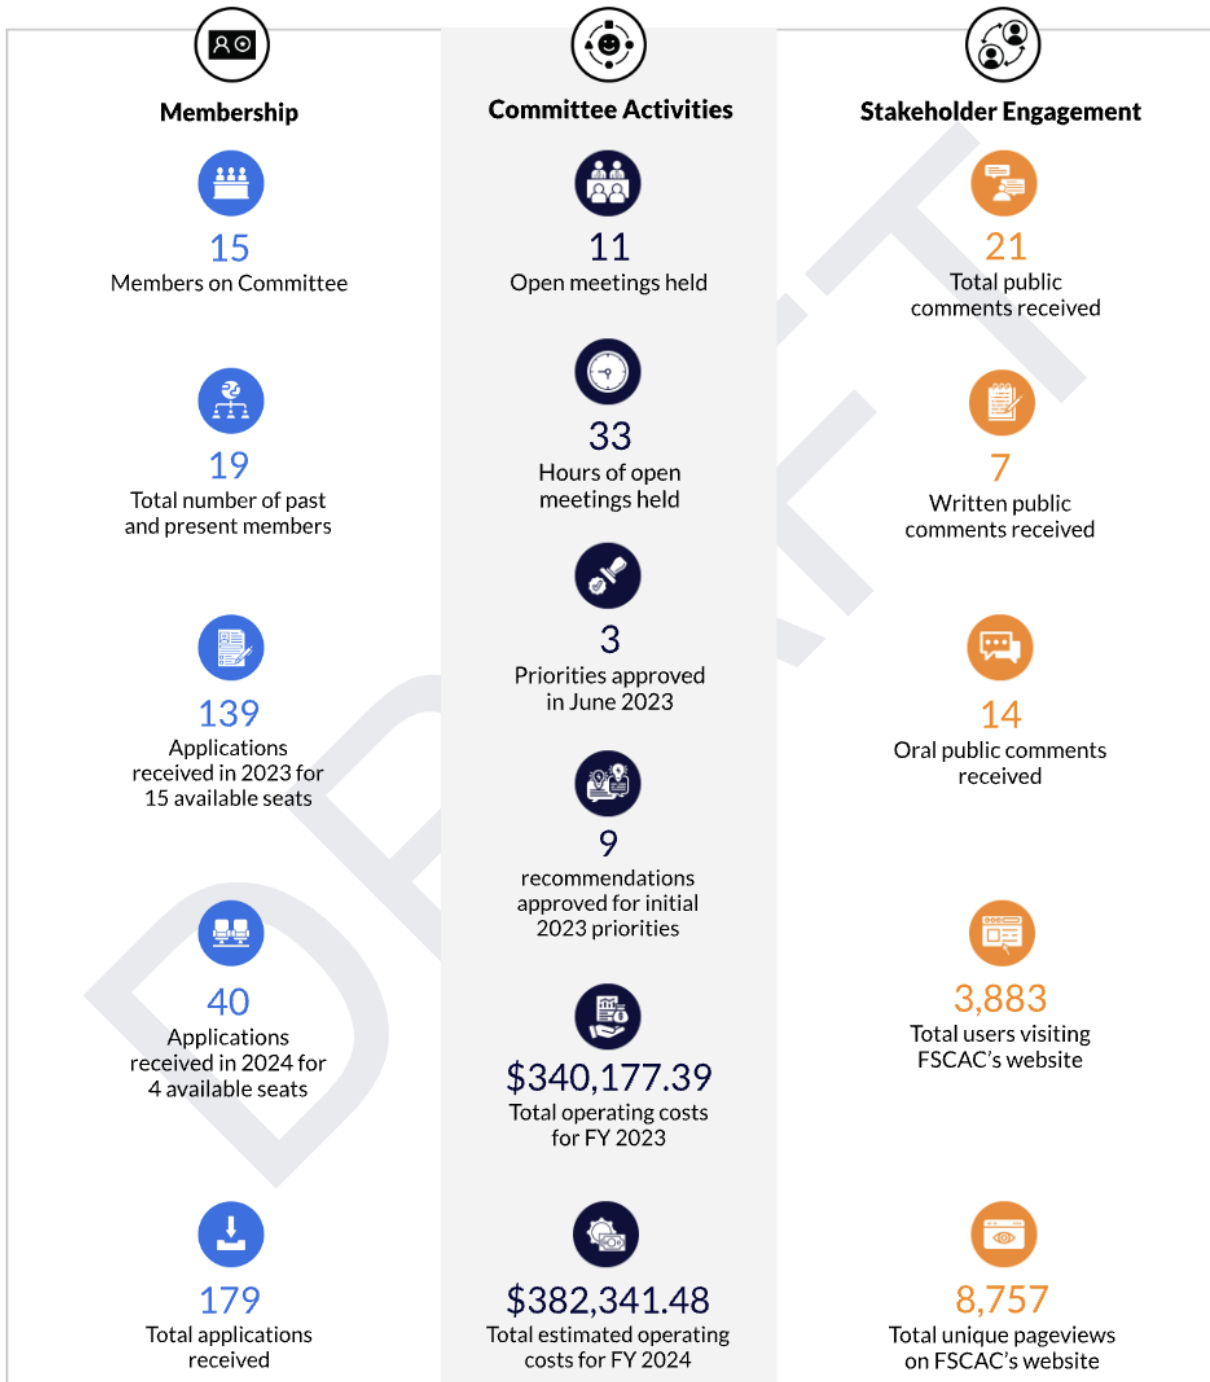 Membership
15
Members on Committee
19
Total number of past
and present members
139
Applications
received in 2023 for
15 available seats
40
Applications
received in 2024 for
4 available seats
179
Total applications
received
Committee Activities
11
Open meetings held
33
Hours of open
meetings held
3
Priorities approved
in June 2023
9
recommendations
approved for initial
2023 priorities
$340,177.39
Total operating costs
for FY 2023
$382,341.48
Total estimated operating
costs for FY 2024
Stakeholder Engagement
21
Total public
comments received
7
Written public
comments received
14
Oral public comments
received
3,883
Total users visiting
FSCAC's website
8,757
Total unique pageviews
on FSCAC's website
DRAFT